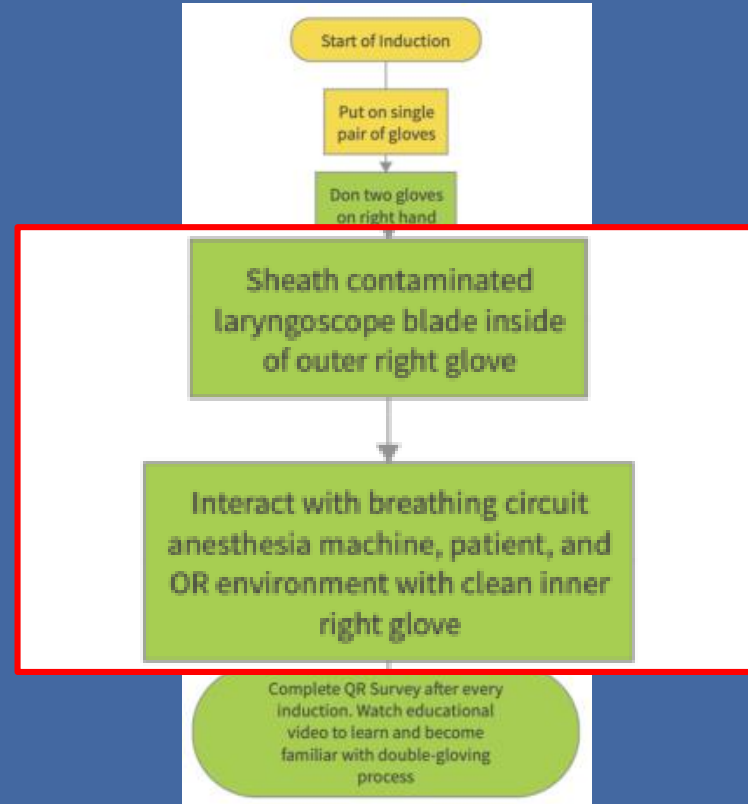 Start of Induction
Put on single
pair of gloves
Don two gloves
on right hand
Sheath contaminated
laryngoscope blade inside
of outer right glove
Interact with breathing circuit
anesthesia machine, patient, and
OR environment with clean inner
right glove
Complete QR Survey after every
induction. Watch educational
video to learn and become
familiar with double-gloving
process